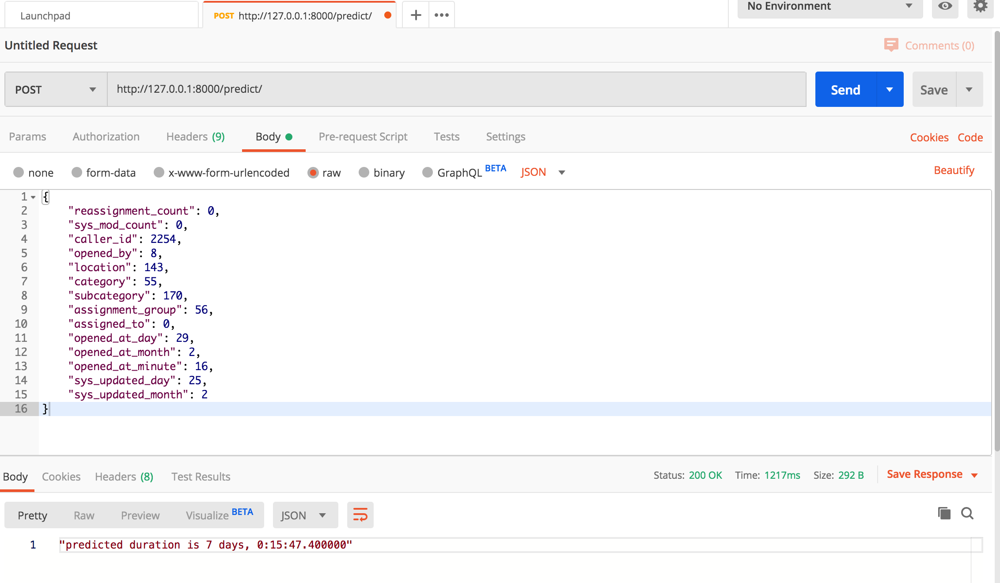 Launchpad
POST http://127.0.0.1:8000/predict/
No Environment
Untitled Request
Comments (0)
POST
http://127.0.0.1:8000/predict/
Send
Save
Params Authorization Headers (9) Body Pre-request Script Tests Settings Cookies Code
none form-data x-www-form-urlencoded raw binary GraphQL BETA JSON Beautify
1 {
2 "reassignment_count": 0,
3 "sys_mod_count": 0,
4 "caller_id": 2254,
5 "opened_by": 8,
6 "location": 143,
7 "category": 55,
8 "subcategory": 170,
9 "assignment_group": 56,
10 "assigned_to": 0,
11 "opened_at_day": 29,
12 "opened_at_month": 2,
13 "opened_at_minute": 16,
14 "sys_updated_day": 25,
15 "sys_updated_month": 2
16 }
Body Cookies Headers (8) Test Results Status: 200 OK Time: 1217ms Size: 292 B Save Response
Pretty Raw Preview Visualize BETA JSON
1 "predicted duration is 7 days, 0:15:47.400000"